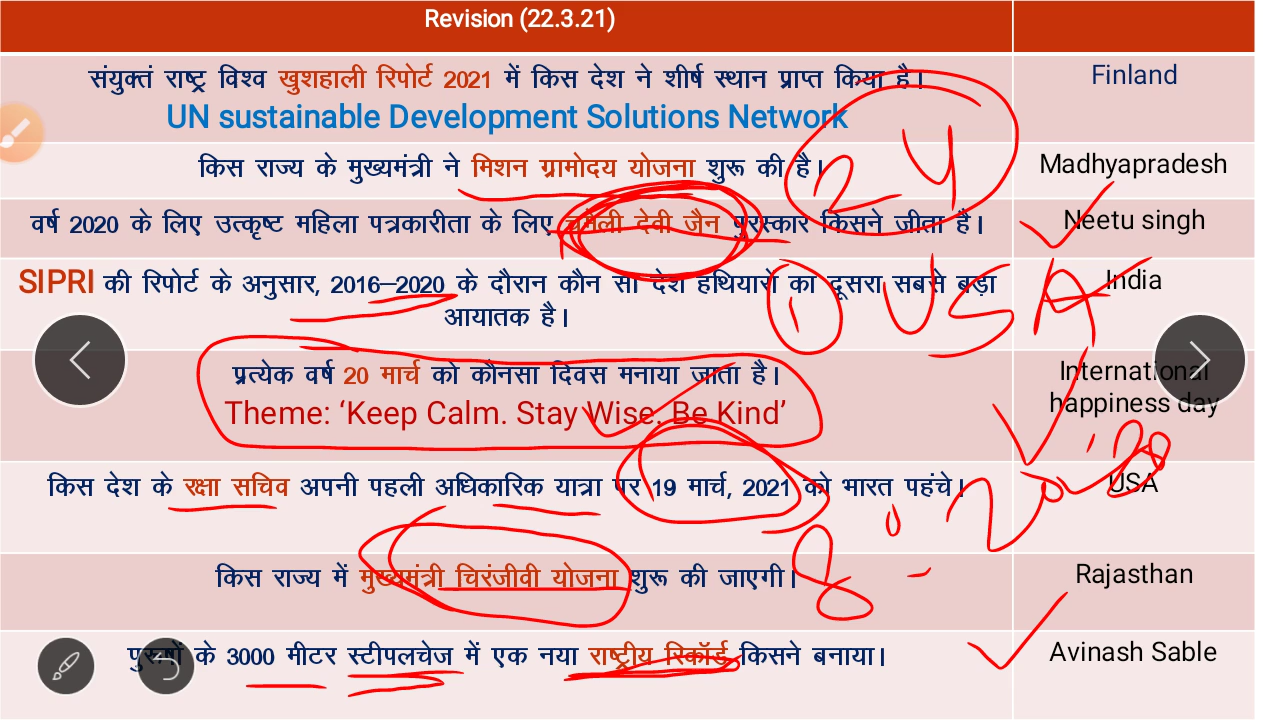 Revision (22.3.21)
संयुक्तं राष्ट्र विश्व खुशहाली रिपोर्ट 2021 में किस देश ने शीर्ष स्थान प्राप्त किया है। Finland
UN sustainable Development Solutions Network
24
किस राज्य के मुख्यमंत्री ने मिशन ग्रामोदय योजना शुरू की है। Madhyapradesh
वर्ष 2020 के लिए उत्कृष्ट महिला पत्रकारीता के लिए चमेली देवी जैन पुरस्कार किसने जीता है। Neetu singh
SIPRI की रिपोर्ट के अनुसार, 2016–2020 के दौरान कौन सा देश हथियारो का दूसरा सबसे बड़ा India
आयातक है।
1 USA
प्रत्येक वर्ष 20 मार्च को कौनसा दिवस मनाया जाता है। International
Theme: ‘Keep Calm. Stay Wise. Be Kind’ happiness day
किस देश के रक्षा सचिव अपनी पहली अधिकारिक यात्रा पर 19 मार्च, 2021 को भारत पहंचे। USA
किस राज्य में मुख्यमंत्री चिरंजीवी योजना शुरू की जाएगी। Rajasthan
पुरुषों के 3000 मीटर स्टीपलचेज में एक नया राष्ट्रीय रिकॉर्ड किसने बनाया। Avinash Sable